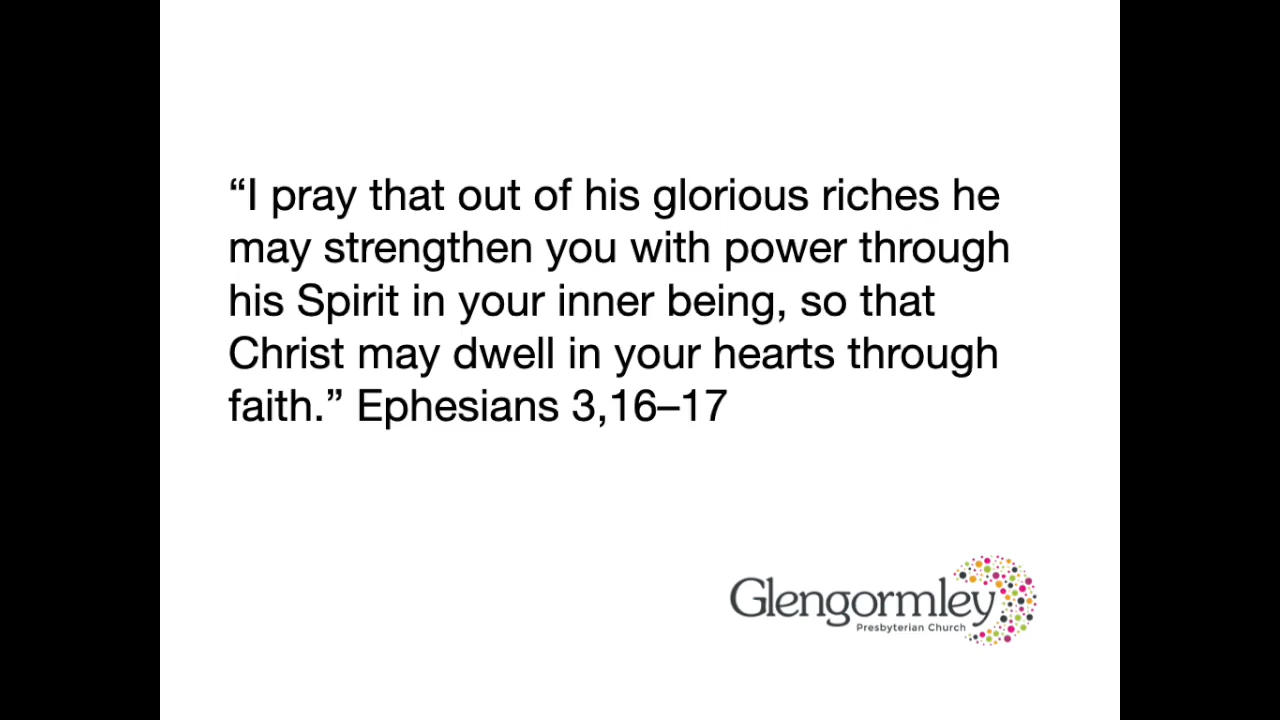 “I pray that out of his glorious riches he
may strengthen you with power through
his Spirit in your inner being, so that
Christ may dwell in your hearts through
faith.” Ephesians 3,16–17
Glengormley
Presbyterian Church